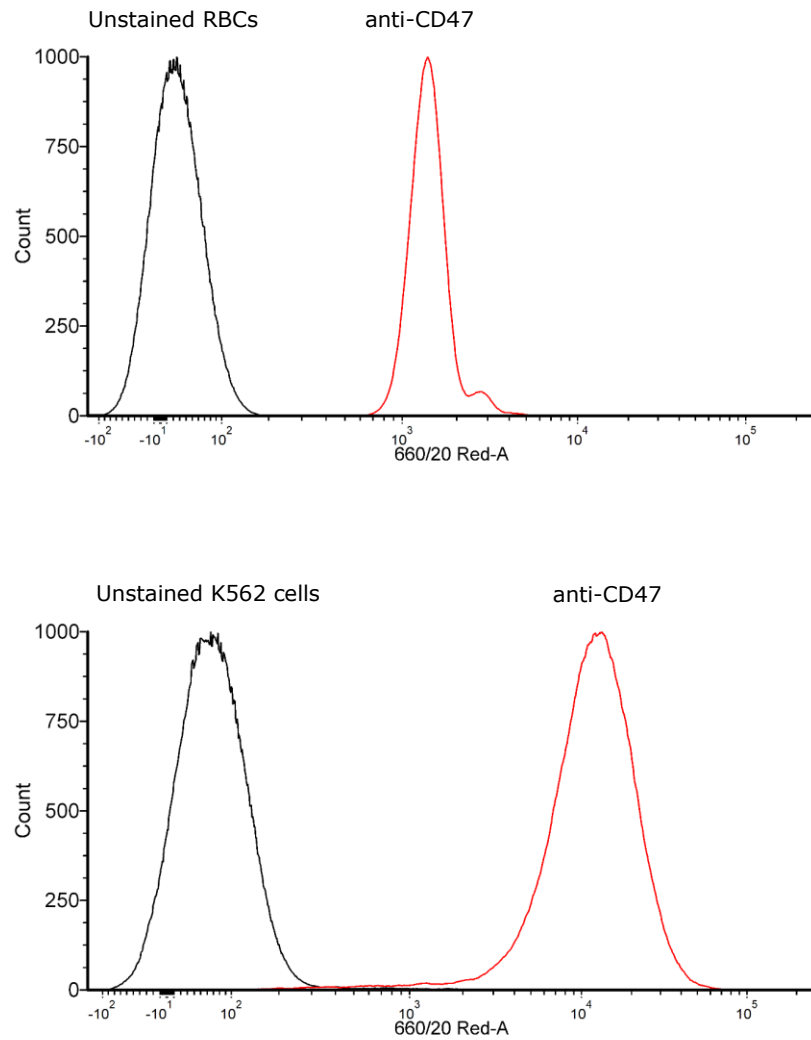 Unstained RBCs anti-CD47
1000
750
500
250
0
Count
-10² -10¹ 10² 10³ 10⁴ 10⁵
660/20 Red-A
Unstained K562 cells anti-CD47
1000
750
500
250
0
Count
-10² -10¹ 10² 10³ 10⁴ 10⁵
660/20 Red-A